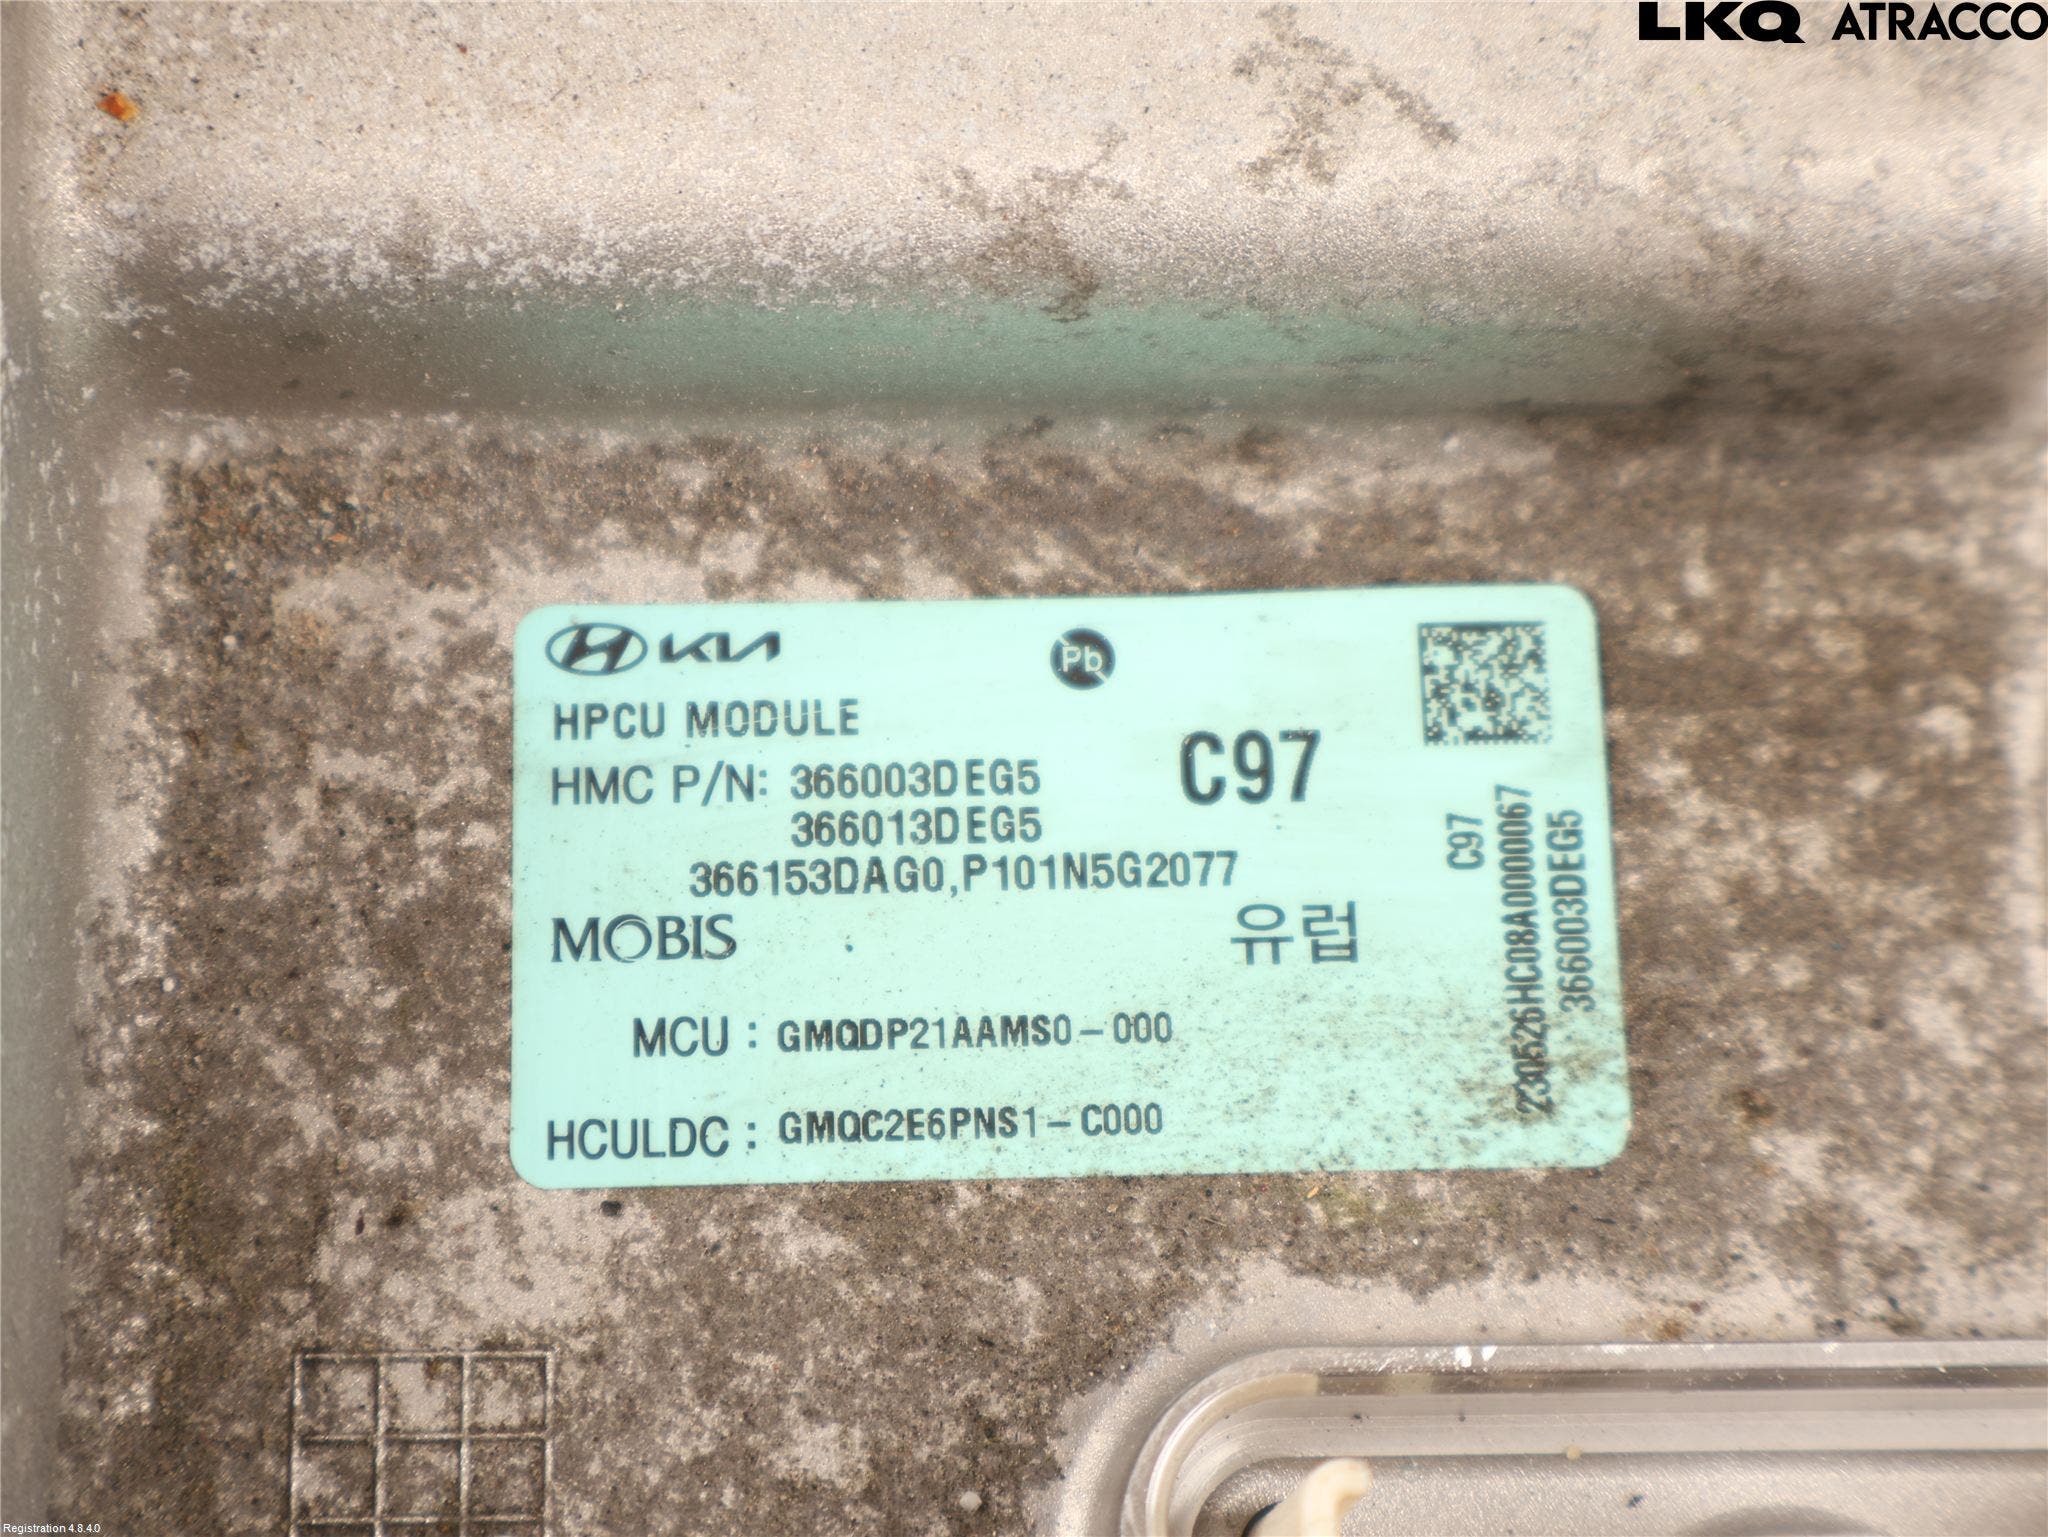 LKQ ATRACCO
KIA
Pb
HPCU MODULE
HMC P/N: 366003DEG5
C97
366013DEG5
366153DAG0,P101N5G2077
MOBIS
유럽
MCU : GMQDP21AAMS0-000
HCULDC : GMQC2E6PNS1-C000
C97
230526HC08A000067
366003DEG5
Registration 4.8.4.0